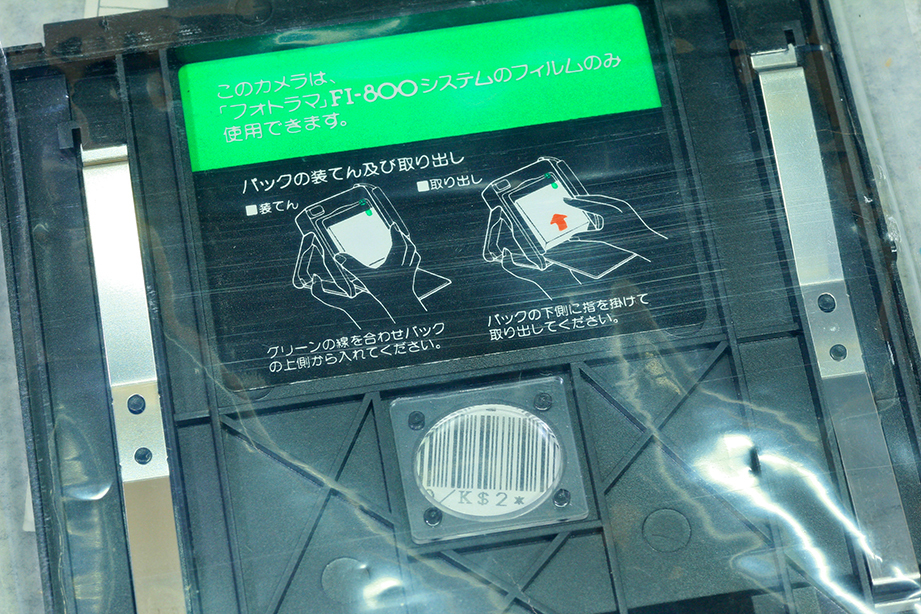 このカメラは、
「フォトラマ」FI-800システムのフィルムのみ
使用できます。
パックの装てん及び取り出し
■装てん
■取り出し
グリーンの線を合わせパック
の上側から入れてください。
パックの下側に指を掛けて
取り出してください。
/K$2*